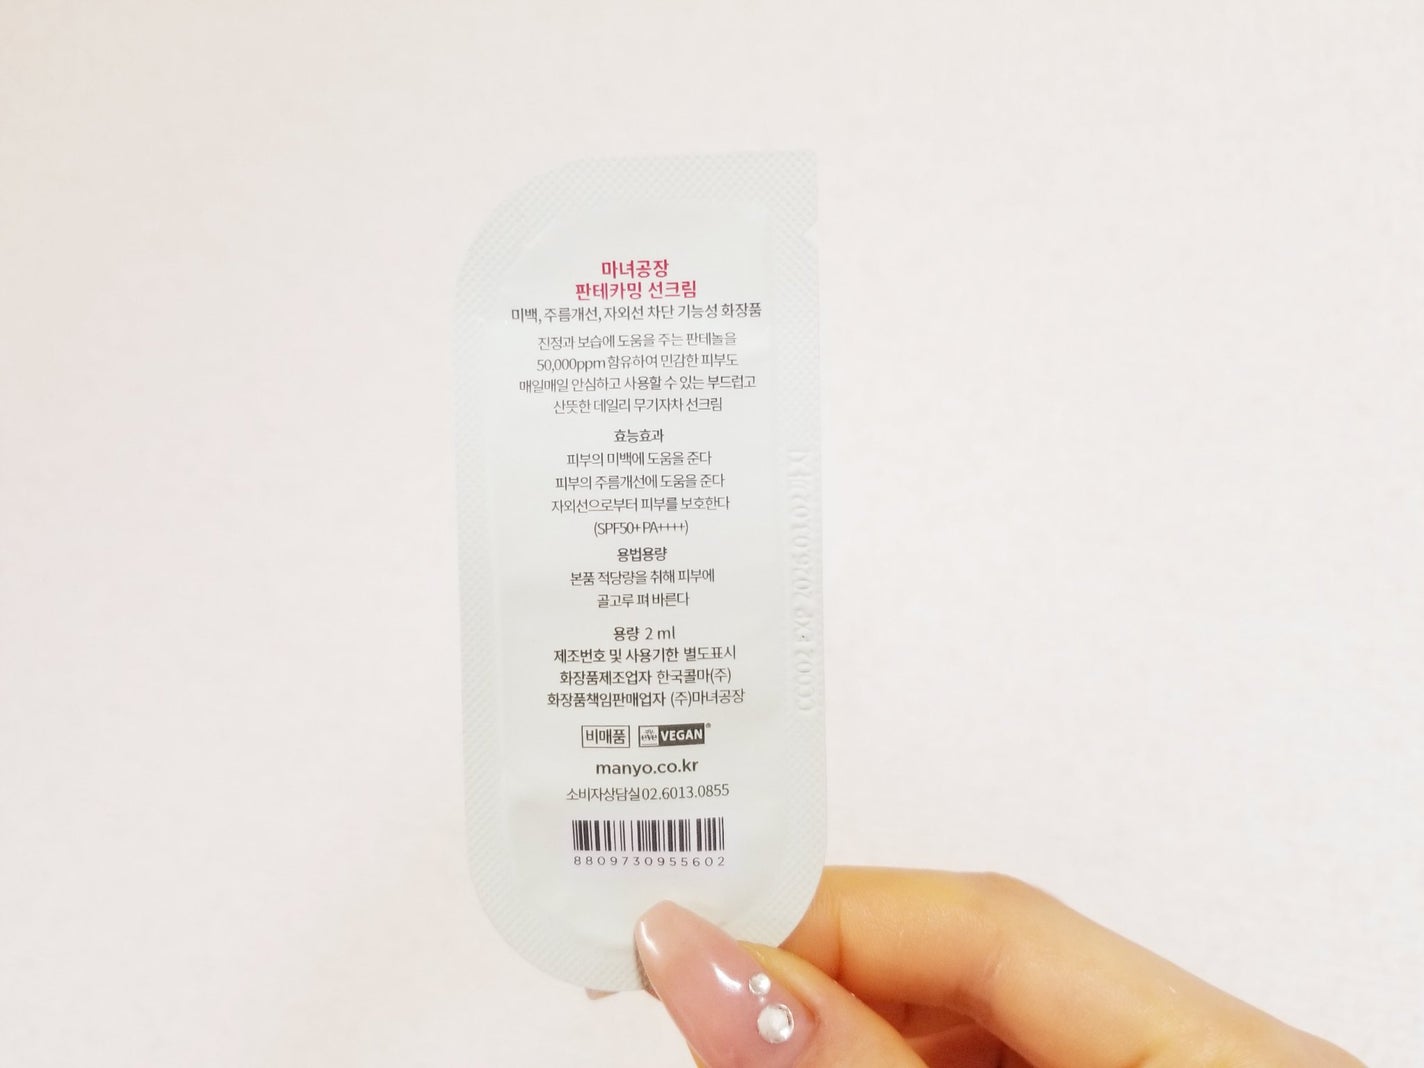 마녀공장
판테카밍 선크림
미백, 주름개선, 자외선 차단 기능성 화장품
진정과 보습에 도움을 주는 판테놀을
50,000ppm 함유하여 민감한 피부도
매일매일 안심하고 사용할 수 있는 부드럽고
산뜻한 데일리 무기자차 선크림
효능효과
피부의 미백에 도움을 준다
피부의 주름개선에 도움을 준다
자외선으로부터 피부를 보호한다
(SPF50+ PA++++)
용법용량
본품 적당량을 취해 피부에
골고루 펴 바른다
용량 2 ml
제조번호 및 사용기한 별도표시
화장품제조업자 한국콜마(주)
화장품책임판매업자 (주)마녀공장
비매품 eve VEGAN®
manyo.co.kr
소비자상담실 02.6013.0855
8809730955602